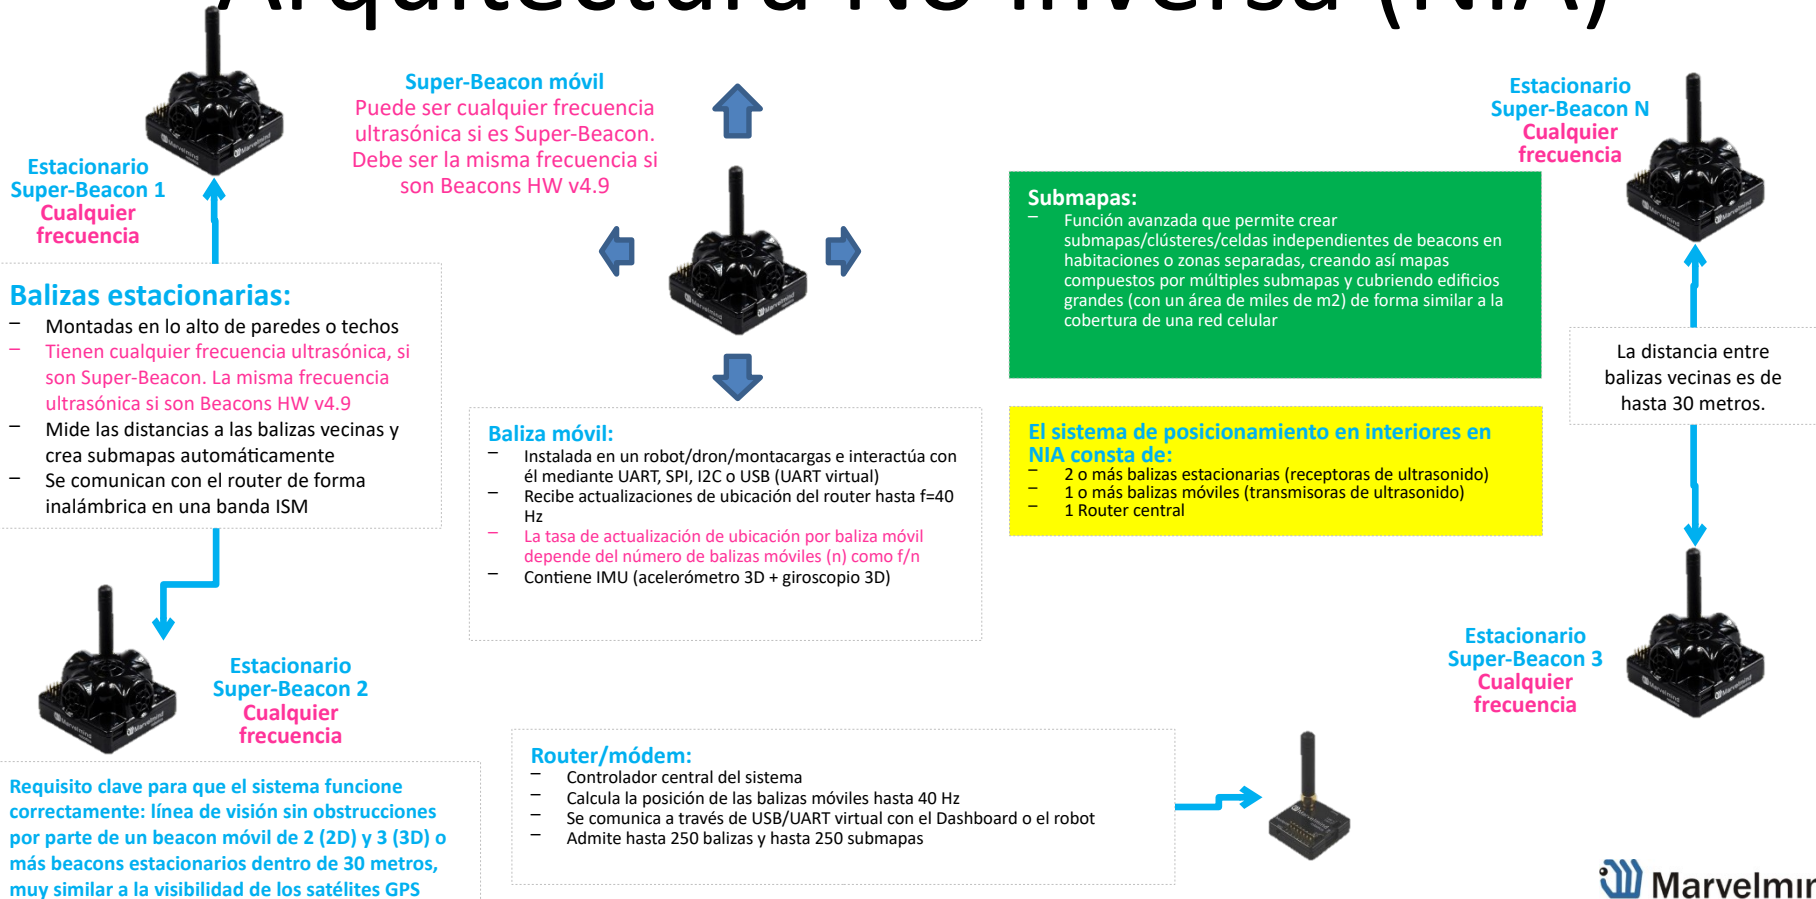 Arquitectura No Inversa (NIA)
Super-Beacon móvil
Puede ser cualquier frecuencia
ultrasónica si es Super-Beacon.
Debe ser la misma frecuencia si
son Beacons HW v4.9
Estacionario
Super-Beacon 1
Cualquier
frecuencia
Estacionario
Super-Beacon N
Cualquier
frecuencia
Balizas estacionarias:
– Montadas en lo alto de paredes o techos
– Tienen cualquier frecuencia ultrasónica, si
son Super-Beacon. La misma frecuencia
ultrasónica si son Beacons HW v4.9
– Mide las distancias a las balizas vecinas y
crea submapas automáticamente
– Se comunican con el router de forma
inalámbrica en una banda ISM
Submapas:
– Función avanzada que permite crear
submapas/clústeres/celdas independientes de beacons en
habitaciones o zonas separadas, creando así mapas
compuestos por múltiples submapas y cubriendo edificios
grandes (con un área de miles de m2) de forma similar a la
cobertura de una red celular
La distancia entre
balizas vecinas es de
hasta 30 metros.
Baliza móvil:
– Instalada en un robot/dron/montacargas e interactúa con
él mediante UART, SPI, I2C o USB (UART virtual)
– Recibe actualizaciones de ubicación del router hasta f=40
Hz
– La tasa de actualización de ubicación por baliza móvil
depende del número de balizas móviles (n) como f/n
– Contiene IMU (acelerómetro 3D + giroscopio 3D)
El sistema de posicionamiento en interiores en
NIA consta de:
– 2 o más balizas estacionarias (receptoras de ultrasonido)
– 1 o más balizas móviles (transmisoras de ultrasonido)
– 1 Router central
Estacionario
Super-Beacon 2
Cualquier
frecuencia
Estacionario
Super-Beacon 3
Cualquier
frecuencia
Requisito clave para que el sistema funcione
correctamente: línea de visión sin obstrucciones
por parte de un beacon móvil de 2 (2D) y 3 (3D) o
más beacons estacionarios dentro de 30 metros,
muy similar a la visibilidad de los satélites GPS
Router/módem:
– Controlador central del sistema
– Calcula la posición de las balizas móviles hasta 40 Hz
– Se comunica a través de USB/UART virtual con el Dashboard o el robot
– Admite hasta 250 balizas y hasta 250 submapas
Marvelmin